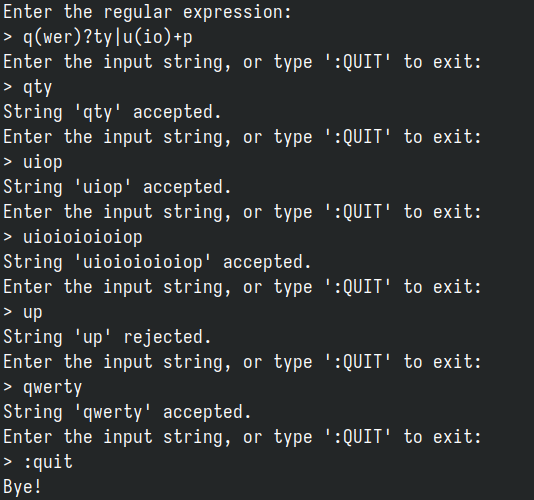 Enter the regular expression:
> q(wer)?ty|u(io)+p
Enter the input string, or type ':QUIT' to exit:
> qty
String 'qty' accepted.
Enter the input string, or type ':QUIT' to exit:
> uiop
String 'uiop' accepted.
Enter the input string, or type ':QUIT' to exit:
> uioioioioiop
String 'uioioioioiop' accepted.
Enter the input string, or type ':QUIT' to exit:
> up
String 'up' rejected.
Enter the input string, or type ':QUIT' to exit:
> qwerty
String 'qwerty' accepted.
Enter the input string, or type ':QUIT' to exit:
> :quit
Bye!